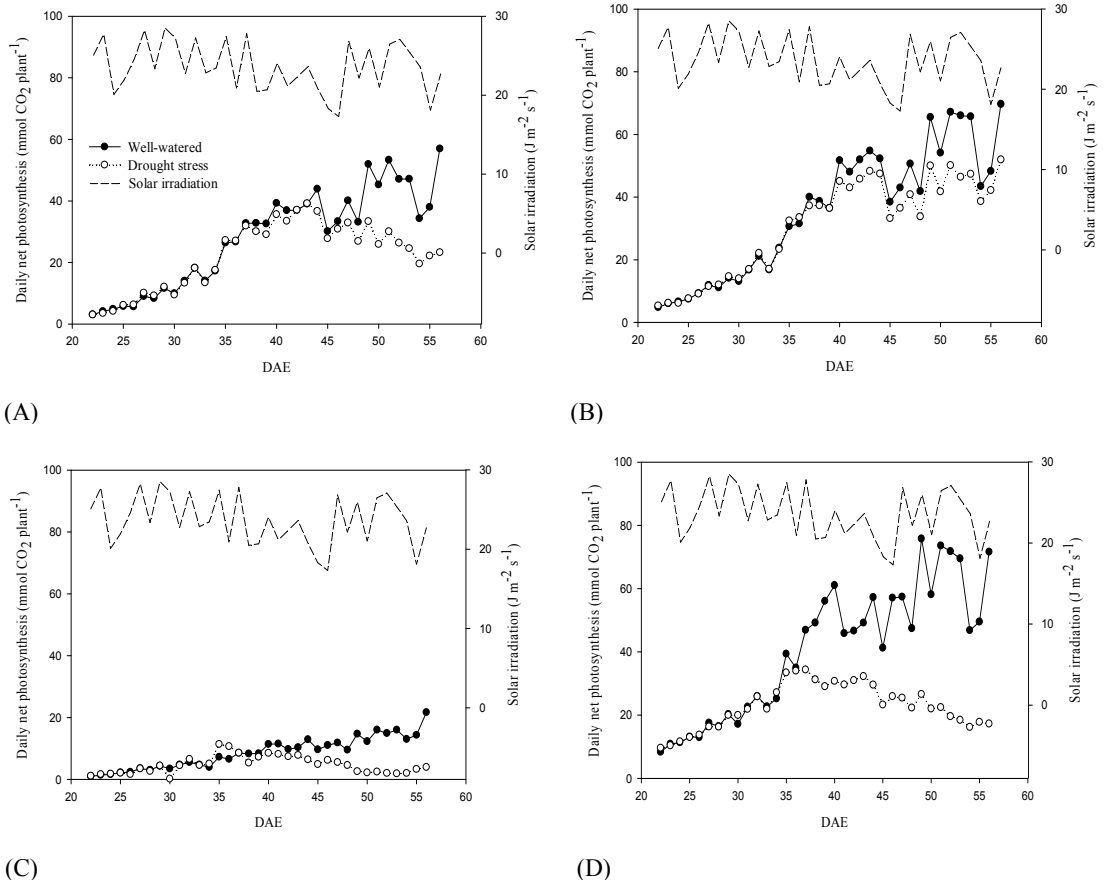 100
80
60
40
20
0
Daily net photosynthesis (mmol CO2 plant-1)
30
20
10
0
Solar irradiation (J m-2 s-1)
Well-watered
Drought stress
Solar irradiation
20 25 30 35 40 45 50 55 60
DAE
(A)
100
80
60
40
20
0
Daily net photosynthesis (mmol CO2 plant-1)
30
20
10
0
Solar irradiation (J m-2 s-1)
20 25 30 35 40 45 50 55 60
DAE
(B)
100
80
60
40
20
0
Daily net photosynthesis (mmol CO2 plant-1)
30
20
10
0
Solar irradiation (J m-2 s-1)
20 25 30 35 40 45 50 55 60
DAE
(C)
100
80
60
40
20
0
Daily net photosynthesis (mmol CO2 plant-1)
30
20
10
0
Solar irradiation (J m-2 s-1)
20 25 30 35 40 45 50 55 60
DAE
(D)